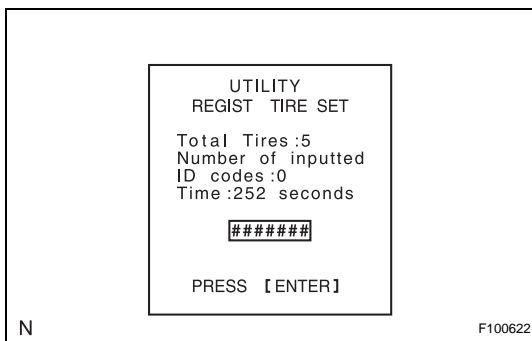 UTILITY
REGIST TIRE SET
Total Tires :5
Number of inputted
ID codes :0
Time :252 seconds
#######
PRESS [ENTER]
N
F100622